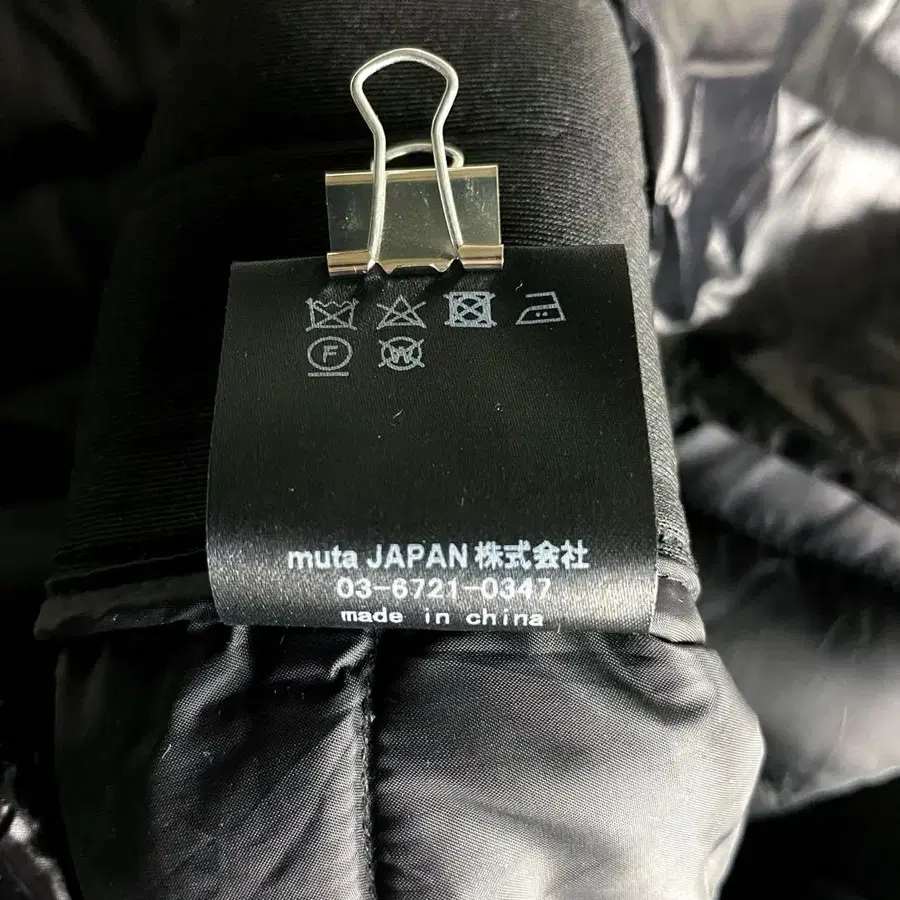 F W
muta JAPAN 株式会社
03-6721-0347
made in china